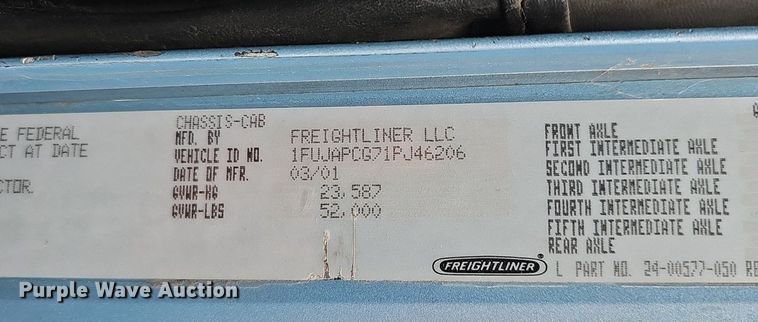 E FEDERAL
CT AT DATE
CTOR.
CHASSIS-CAB
MFD. BY FREIGHTLINER LLC
VEHICLE ID NO. 1FUJAPCG71PJ46206
DATE OF MFR. 03/01
GVWR-KG 23,587
GVWR-LBS 52,000
FRONT AXLE
FIRST INTERMEDIATE AXLE
SECOND INTERMEDIATE AXLE
THIRD INTERMEDIATE AXLE
FOURTH INTERMEDIATE AXLE
FIFTH INTERMEDIATE AXLE
REAR AXLE
FREIGHTLINER L PART NO. 24-00577-050 RE
Purple Wave Auction